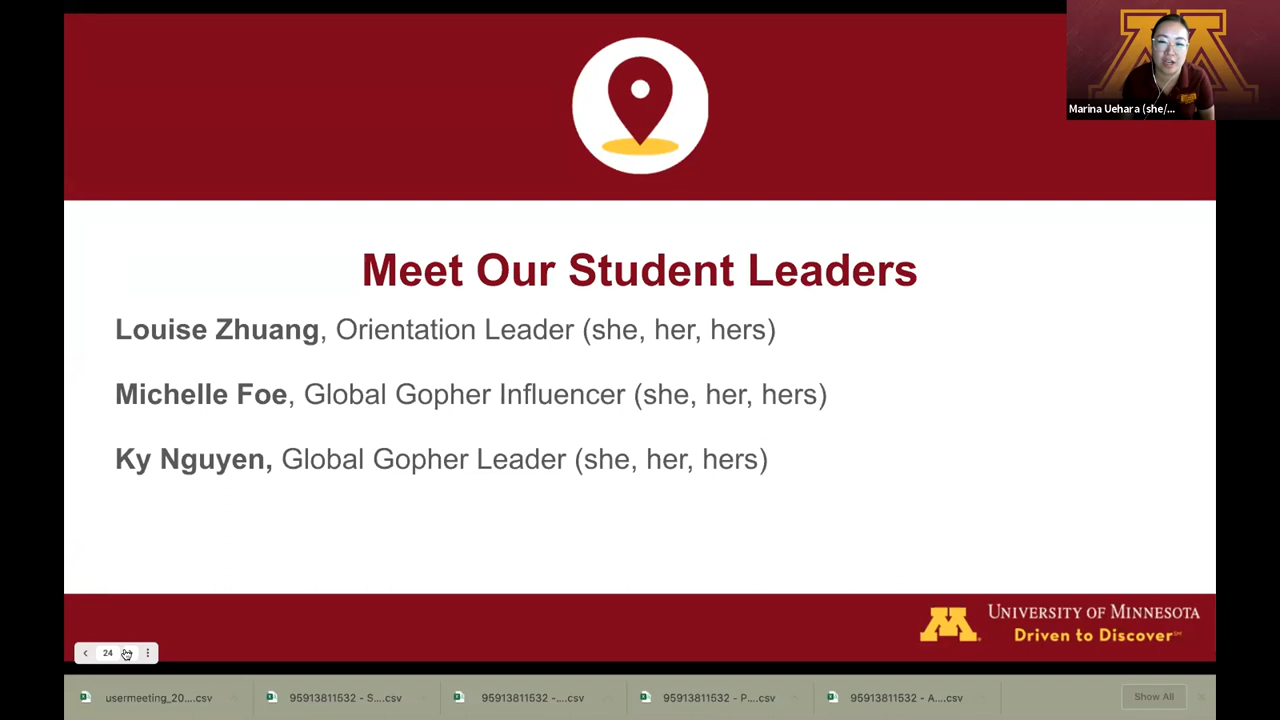 Marina Uehara (she/...
Meet Our Student Leaders
Louise Zhuang, Orientation Leader (she, her, hers)
Michelle Foe, Global Gopher Influencer (she, her, hers)
Ky Nguyen, Global Gopher Leader (she, her, hers)
M UNIVERSITY OF MINNESOTA
Driven to Discover℠
24
usermeeting_20....csv
95913811532 - S....csv
95913811532 -....csv
95913811532 - P....csv
95913811532 - A....csv
Show All